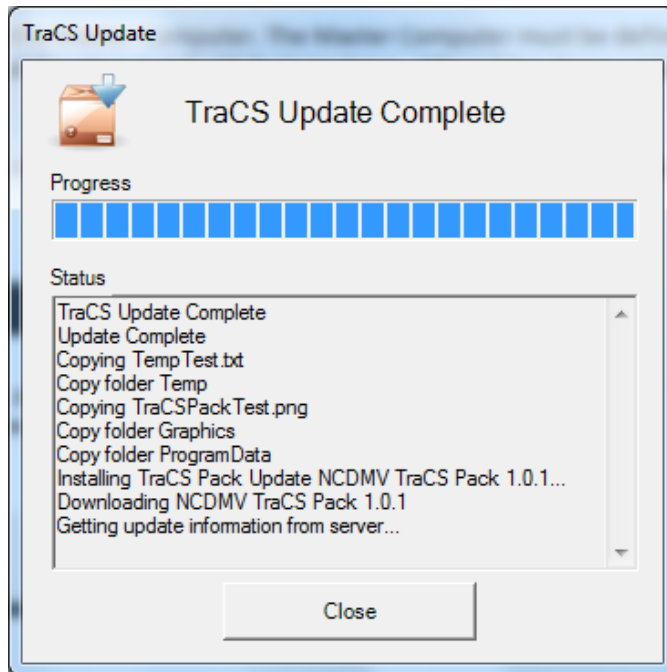 TraCS Update
TraCS Update Complete
Progress
Status
TraCS Update Complete
Update Complete
Copying TempTest.txt
Copy folder Temp
Copying TraCSPackTest.png
Copy folder Graphics
Copy folder ProgramData
Installing TraCS Pack Update NCDMV TraCS Pack 1.0.1...
Downloading NCDMV TraCS Pack 1.0.1
Getting update information from server...
Close